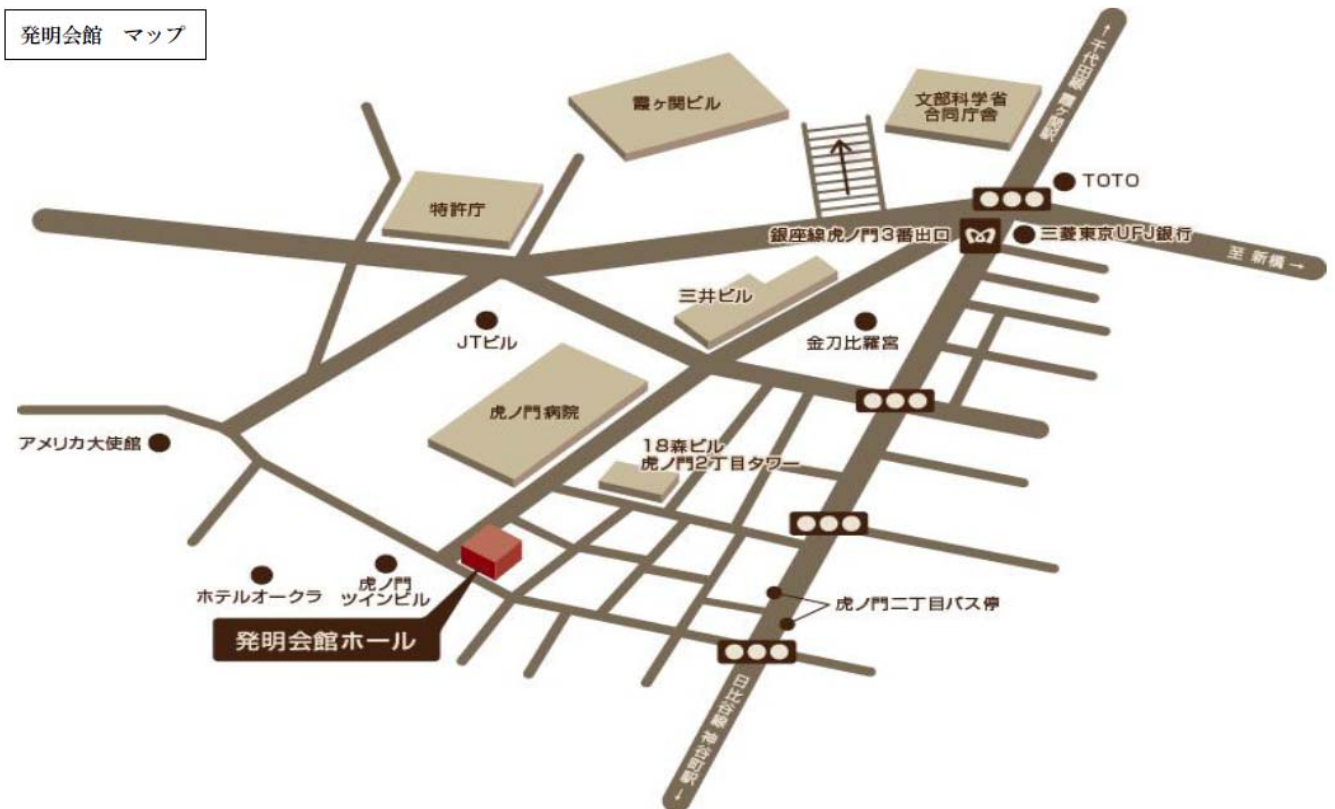 発明会館　マップ
↑千代田線 霞ヶ関駅
霞ヶ関ビル
文部科学省
合同庁舎
TOTO
特許庁
銀座線虎ノ門3番出口
三菱東京UFJ銀行
至 新橋→
三井ビル
JTビル
金刀比羅宮
虎ノ門病院
アメリカ大使館
18森ビル
虎ノ門2丁目タワー
ホテルオークラ
虎ノ門
ツインビル
虎ノ門二丁目バス停
発明会館ホール
日比谷線 神谷町駅→